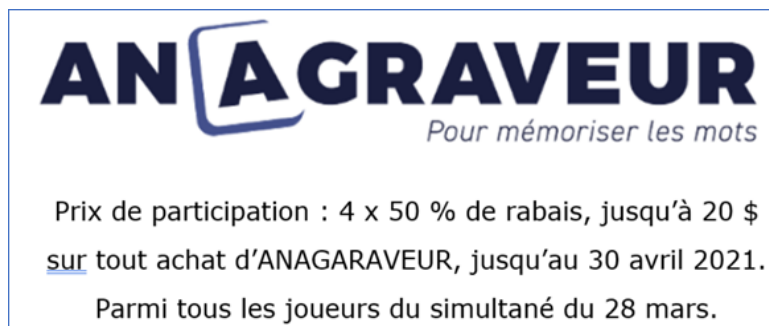 ANAGRAVEUR
Pour mémoriser les mots
Prix de participation : 4 x 50 % de rabais, jusqu’à 20 $
sur tout achat d’ANAGARAVEUR, jusqu’au 30 avril 2021.
Parmi tous les joueurs du simultané du 28 mars.